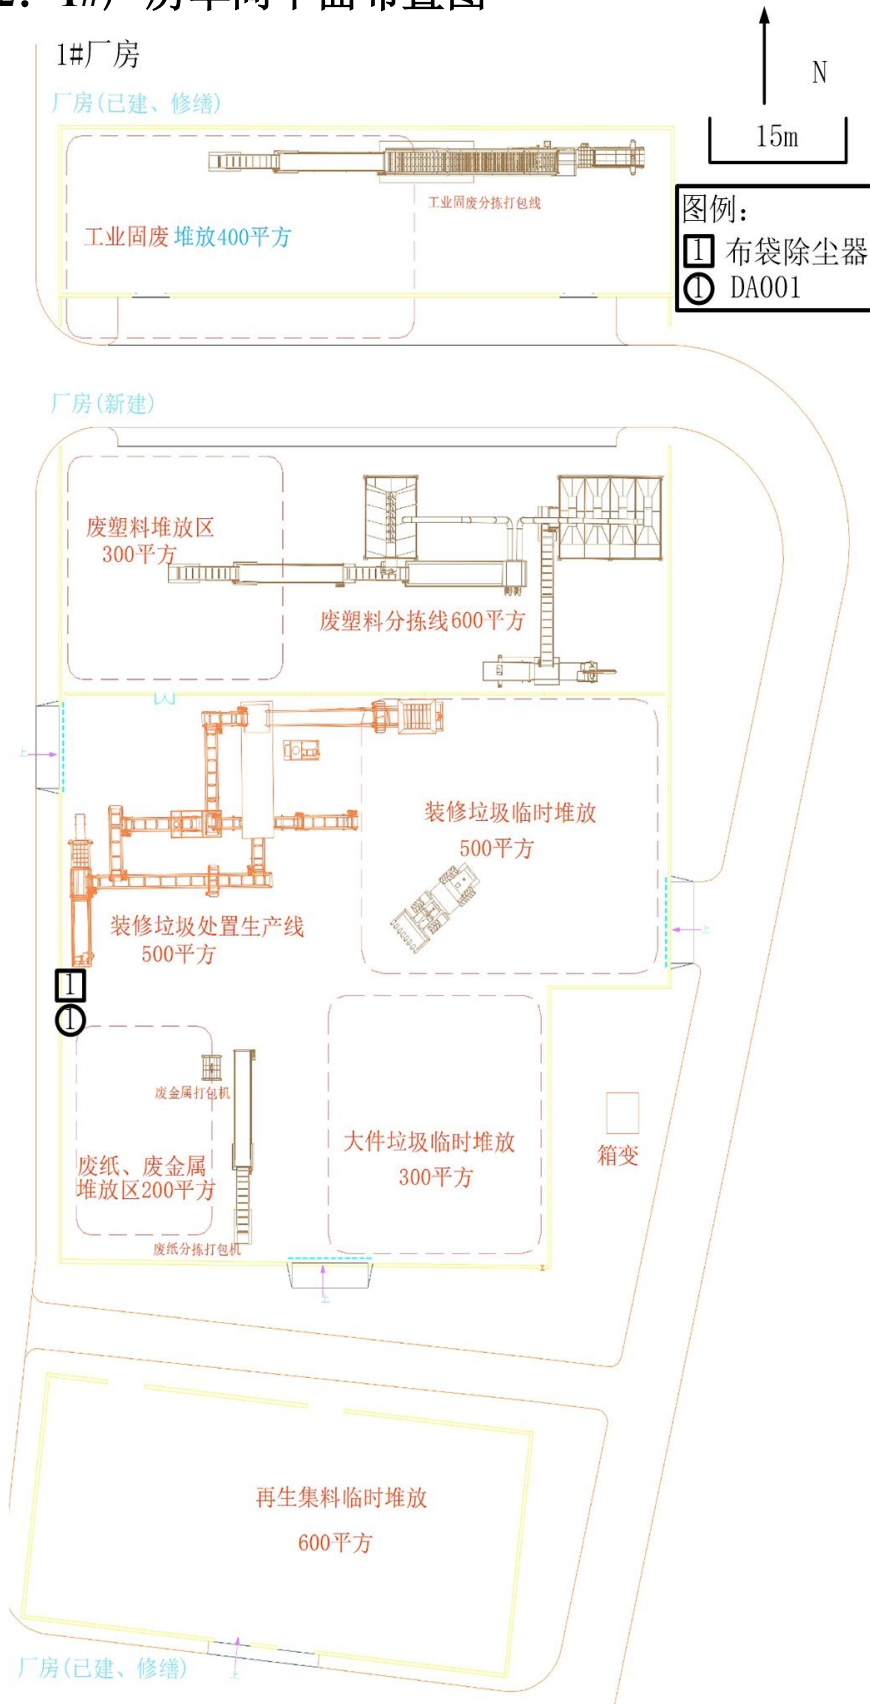 1#厂房
N
厂房(已建、修缮)
15m
工业固废分拣打包线
图例:
工业固废 堆放400平方
1 布袋除尘器
1 DA001
厂房(新建)
废塑料堆放区
300平方
废塑料分拣线600平方
上
装修垃圾临时堆放
500平方
装修垃圾处置生产线
500平方
上
1
1
废金属打包机
大件垃圾临时堆放
300平方
箱变
废纸、废金属
堆放区200平方
废纸分拣打包机
上
再生集料临时堆放
600平方
厂房(已建、修缮)
上